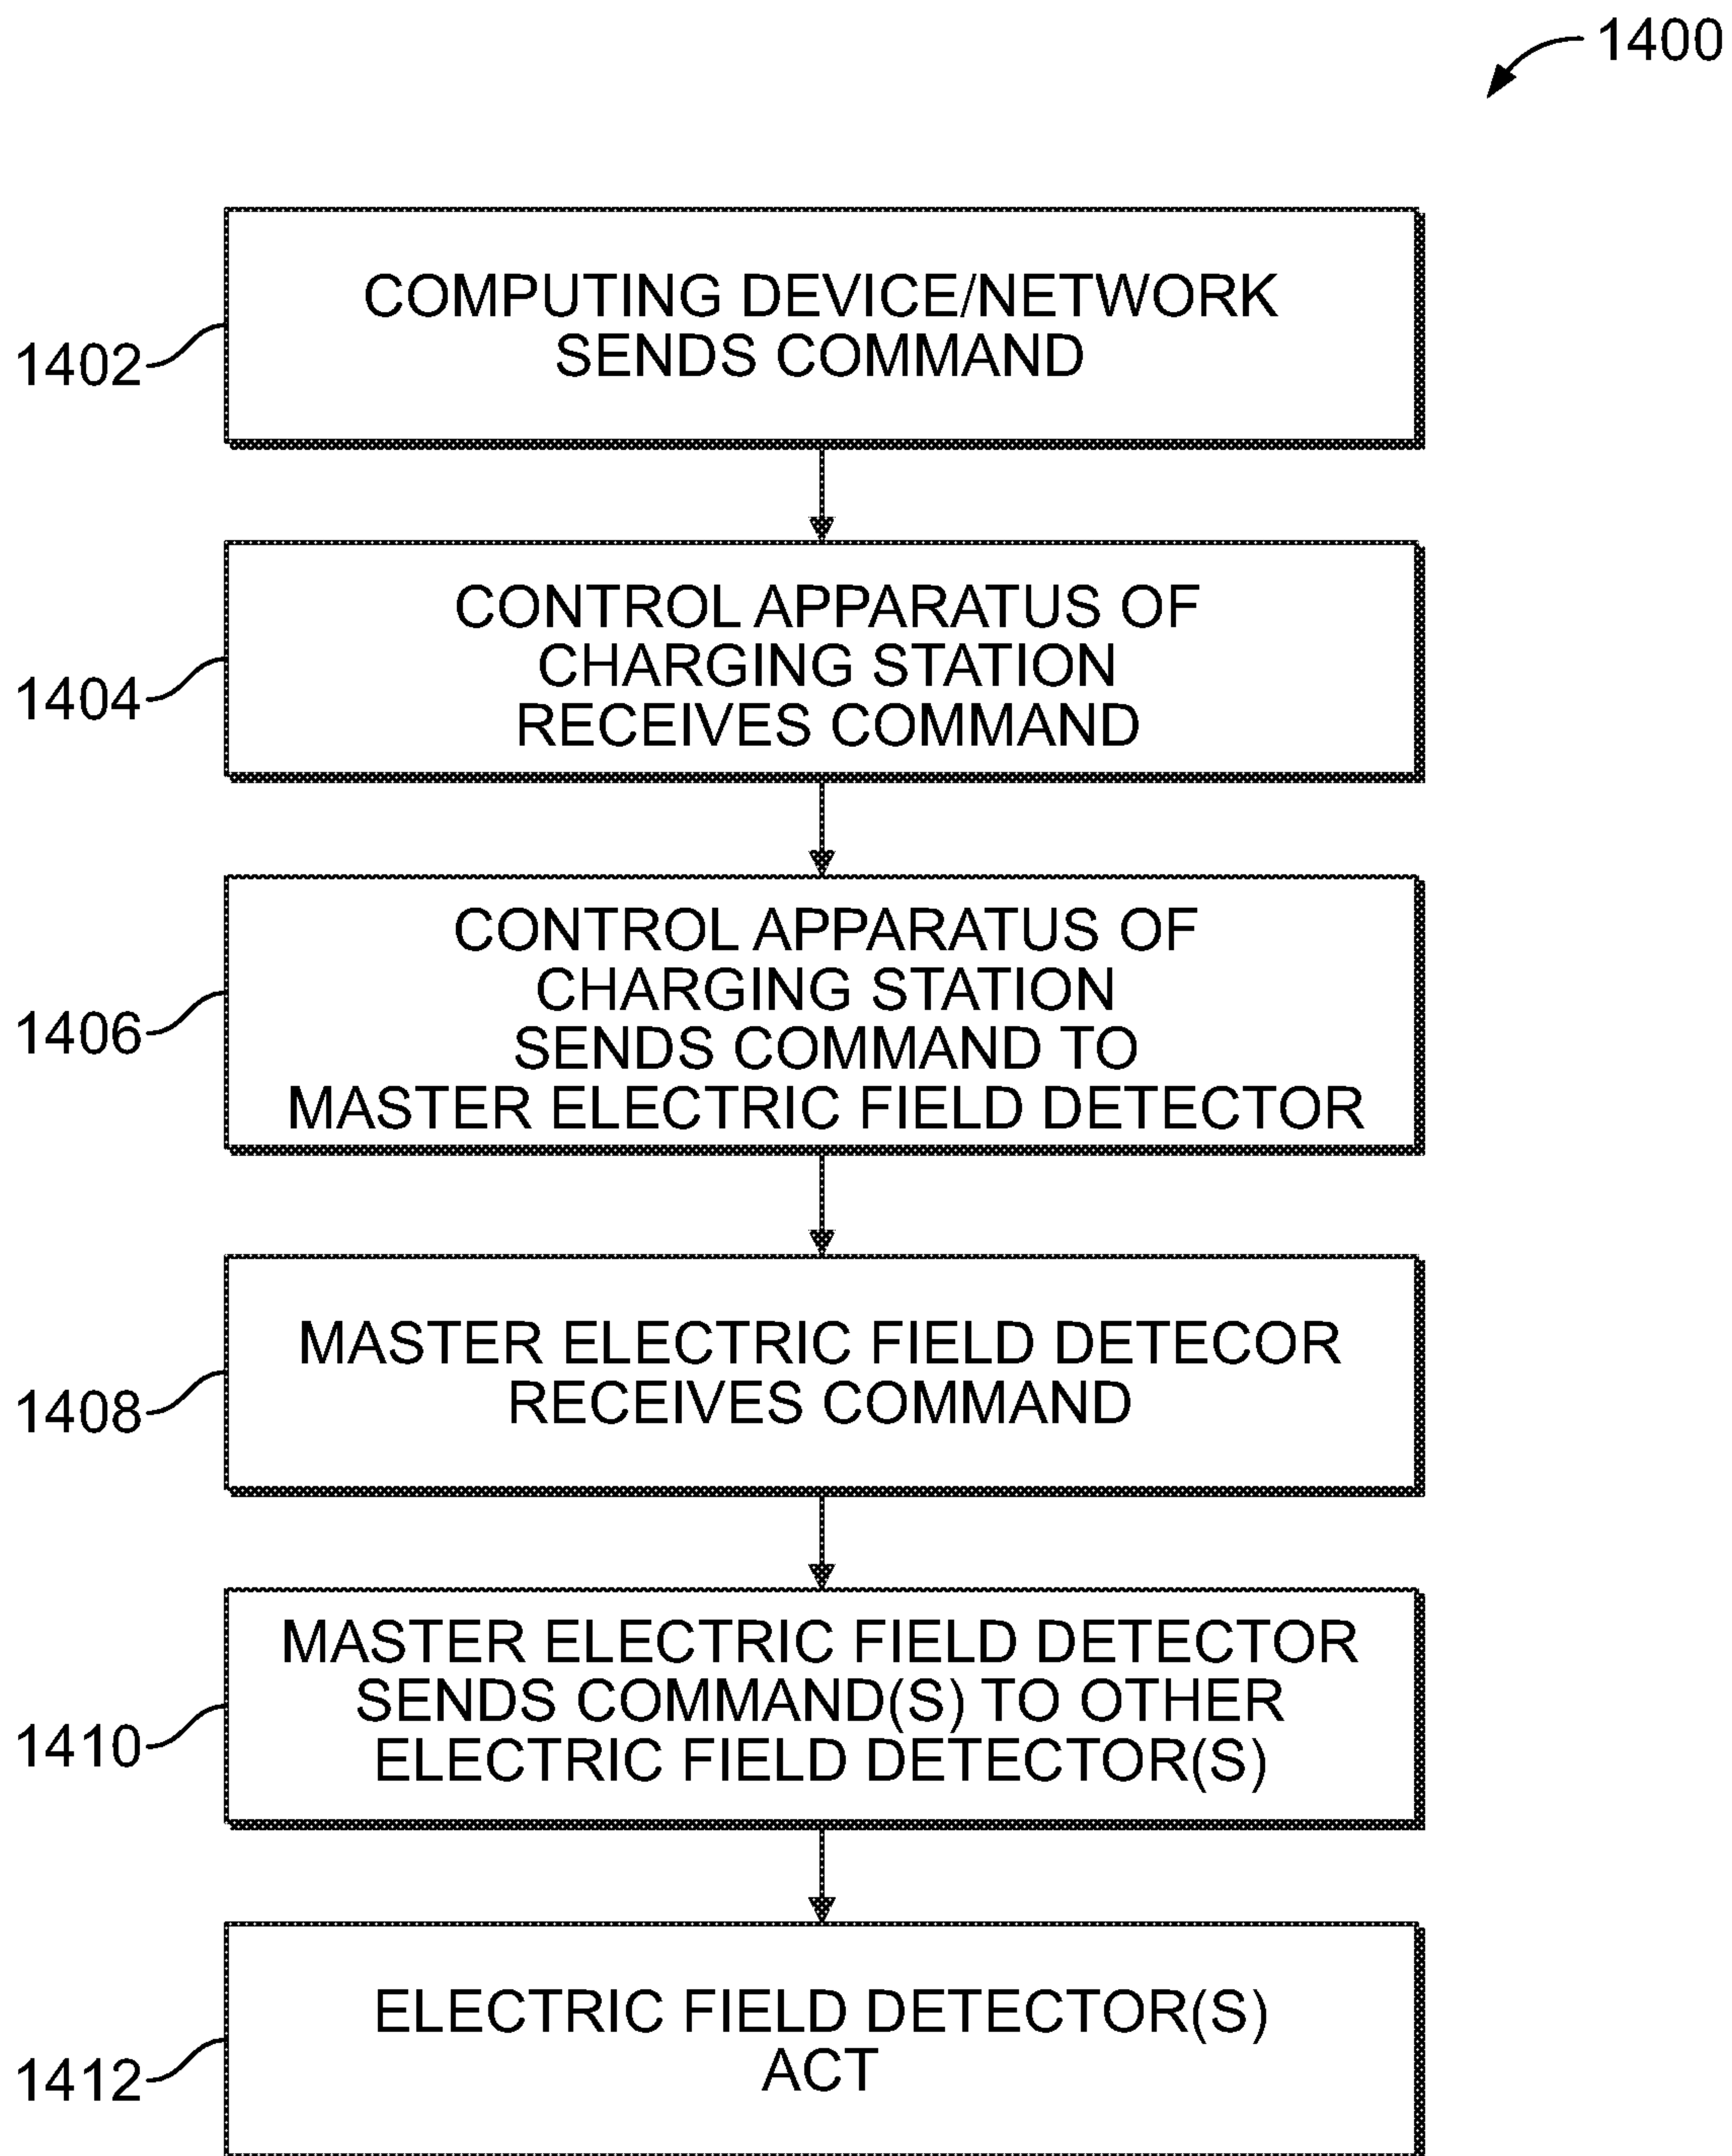 1400
COMPUTING DEVICE/NETWORK
SENDS COMMAND
1402
CONTROL APPARATUS OF
CHARGING STATION
RECEIVES COMMAND
1404
CONTROL APPARATUS OF
CHARGING STATION
SENDS COMMAND TO
MASTER ELECTRIC FIELD DETECTOR
1406
MASTER ELECTRIC FIELD DETECOR
RECEIVES COMMAND
1408
MASTER ELECTRIC FIELD DETECTOR
SENDS COMMAND(S) TO OTHER
ELECTRIC FIELD DETECTOR(S)
1410
ELECTRIC FIELD DETECTOR(S)
ACT
1412